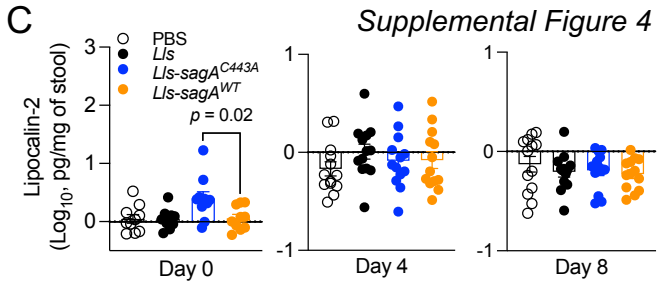 C
Supplemental Figure 4
PBS
Lls
Lls-sagA^C443A
Lls-sagA^WT
p = 0.02
Lipocalin-2
(Log10, pg/mg of stool)
3
2
1
0
-1
Day 0
1
0
-1
Day 4
1
0
-1
Day 8